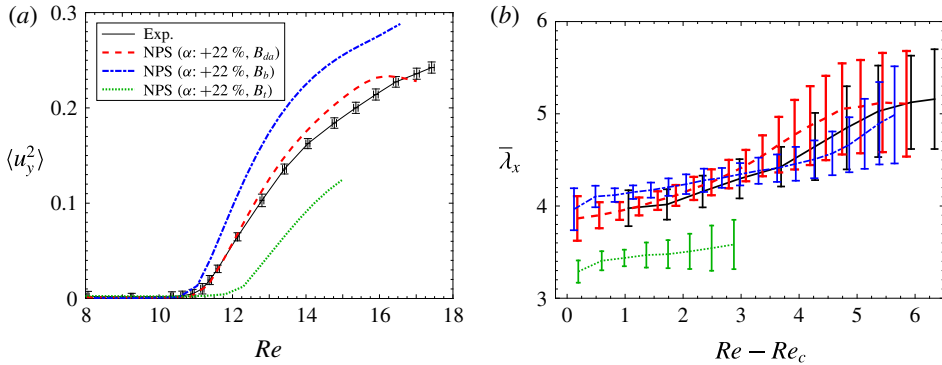 (a)
0.3
0.2
0.1
0
⟨u_y^2⟩
8
10
12
14
16
18
Re
Exp.
NPS (α: +22 %, B_da)
NPS (α: +22 %, B_b)
NPS (α: +22 %, B_t)
(b)
6
5
4
3
λ̅_x
0
1
2
3
4
5
6
Re – Re_c